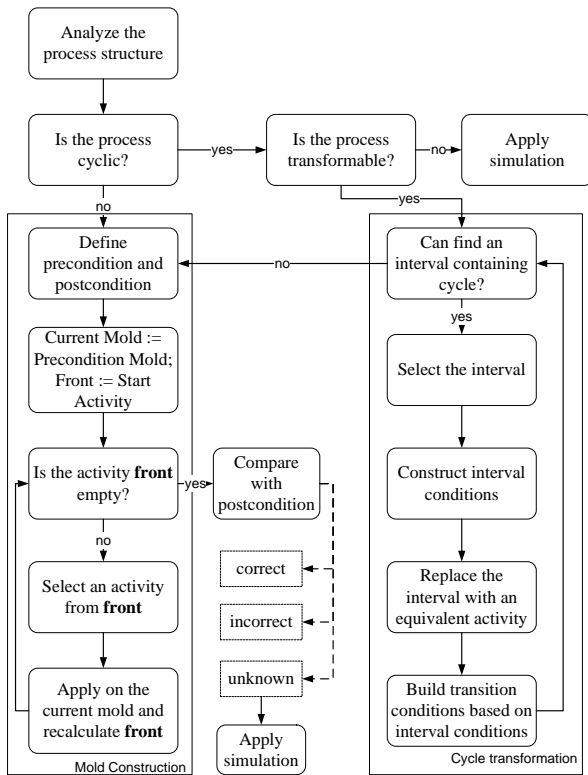 Analyze the
process structure
Is the process
cyclic?
yes
Is the process
transformable?
no
Apply
simulation
no
yes
Define
precondition and
postcondition
no
Can find an
interval containing
cycle?
yes
Current Mold :=
Precondition Mold;
Front := Start
Activity
Select the interval
Is the activity front
empty?
yes
Compare
with
postcondition
Construct interval
conditions
no
correct
Select an activity
from front
incorrect
Replace the
interval with an
equivalent activity
unknown
Apply on the
current mold and
recalculate front
Build transition
conditions based on
interval conditions
Apply
simulation
Mold Construction
Cycle transformation